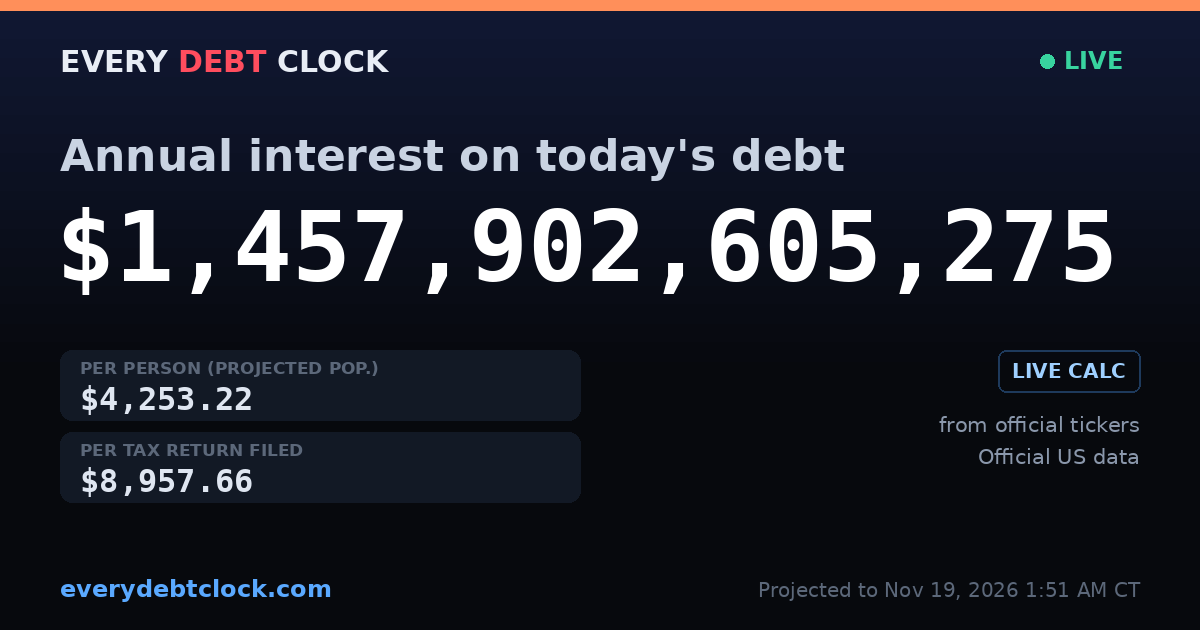 EVERY DEBT CLOCK
LIVE
Annual interest on today's debt
$1,457,902,605,275
PER PERSON (PROJECTED POP.)
$4,253.22
PER TAX RETURN FILED
$8,957.66
LIVE CALC
from official tickers
Official US data
everydebtclock.com
Projected to Nov 19, 2026 1:51 AM CT